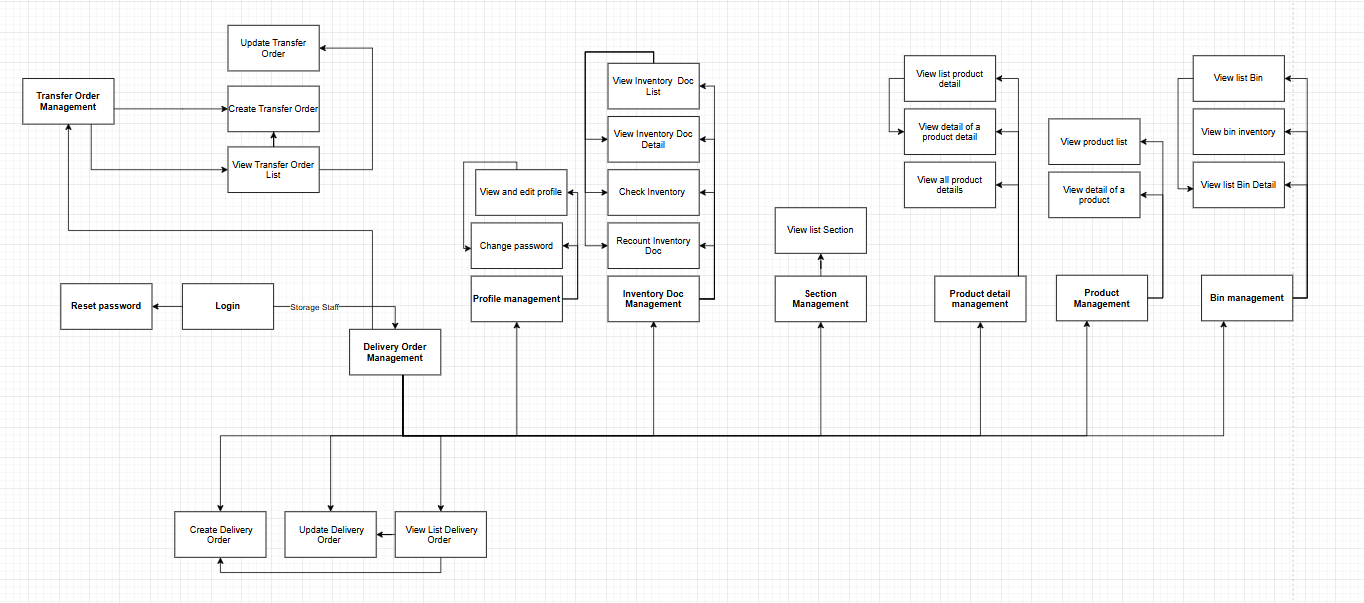 Update Transfer
Order
Transfer Order
Management
Create Transfer Order
View Transfer Order
List
Reset password
Login
Storage Staff
Delivery Order
Management
Create Delivery
Order
Update Delivery
Order
View List Delivery
Order
View and edit profile
Change password
Profile management
View Inventory Doc
List
View Inventory Doc
Detail
Check Inventory
Recount Inventory
Doc
Inventory Doc
Management
View list Section
Section
Management
View list product
detail
View detail of a
product detail
View all product
details
Product detail
management
View product list
View detail of a
product
Product
Management
View list Bin
View bin inventory
View list Bin Detail
Bin management